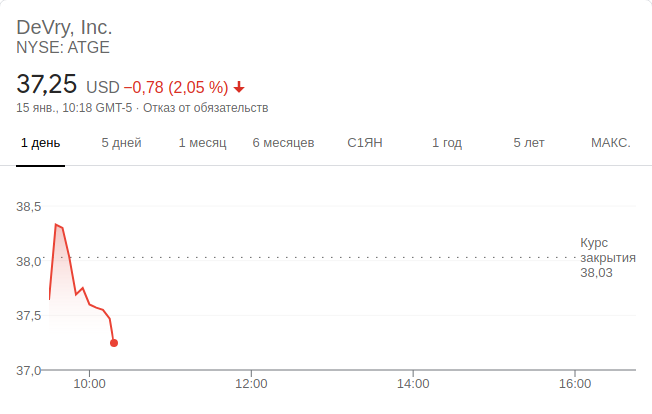 DeVry, Inc.
NYSE: ATGE
37,25 USD −0,78 (2,05 %)
15 янв., 10:18 GMT-5 · Отказ от обязательств
1 день 5 дней 1 месяц 6 месяцев С1ЯН 1 год 5 лет МАКС.
38,5
Курс
38,0 закрытия
38,03
37,5
37,0
10:00 12:00 14:00 16:00